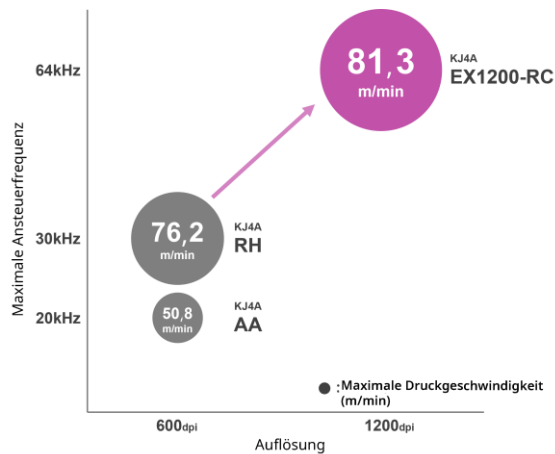 64kHz
81,3
m/min
KJ4A
EX1200-RC
Maximale Ansteuerfrequenz
30kHz
76,2
m/min
KJ4A
RH
20kHz
50,8
m/min
KJ4A
AA
: Maximale Druckgeschwindigkeit
(m/min)
600dpi
1200dpi
Auflösung